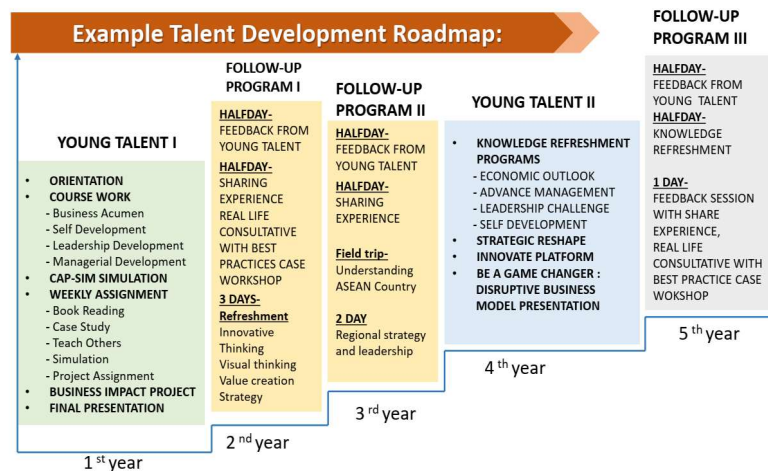 Example Talent Development Roadmap:
YOUNG TALENT I
• ORIENTATION
• COURSE WORK
- Business Acumen
- Self Development
- Leadership Development
- Managerial Development
• CAP-SIM SIMULATION
• WEEKLY ASSIGNMENT
- Book Reading
- Case Study
- Teach Others
- Simulation
- Project Assignment
• BUSINESS IMPACT PROJECT
• FINAL PRESENTATION
1 st year
FOLLOW-UP
PROGRAM I
HALFDAY-
FEEDBACK FROM
YOUNG TALENT
HALFDAY-
SHARING
EXPERIENCE
REAL LIFE
CONSULTATIVE
WITH BEST
PRACTICES CASE
WORKSHOP
3 DAYS-
Refreshment
Innovative
Thinking
Visual thinking
Value creation
Strategy
2 nd year
FOLLOW-UP
PROGRAM II
HALFDAY-
FEEDBACK FROM
YOUNG TALENT
HALFDAY-
SHARING
EXPERIENCE
Field trip-
Understanding
ASEAN Country
2 DAY
Regional strategy
and leadership
3 rd year
YOUNG TALENT II
• KNOWLEDGE REFRESHMENT
PROGRAMS
- ECONOMIC OUTLOOK
- ADVANCE MANAGEMENT
- LEADERSHIP CHALLENGE
- SELF DEVELOPMENT
• STRATEGIC RESHAPE
• INNOVATE PLATFORM
• BE A GAME CHANGER :
DISRUPTIVE BUSINESS
MODEL PRESENTATION
4 th year
FOLLOW-UP
PROGRAM III
HALFDAY-
FEEDBACK FROM
YOUNG TALENT
HALFDAY-
KNOWLEDGE
REFRESHMENT
1 DAY-
FEEDBACK SESSION
WITH SHARE
EXPERIENCE,
REAL LIFE
CONSULTATIVE WITH
BEST PRACTICE CASE
WOKSHOP
5 th year